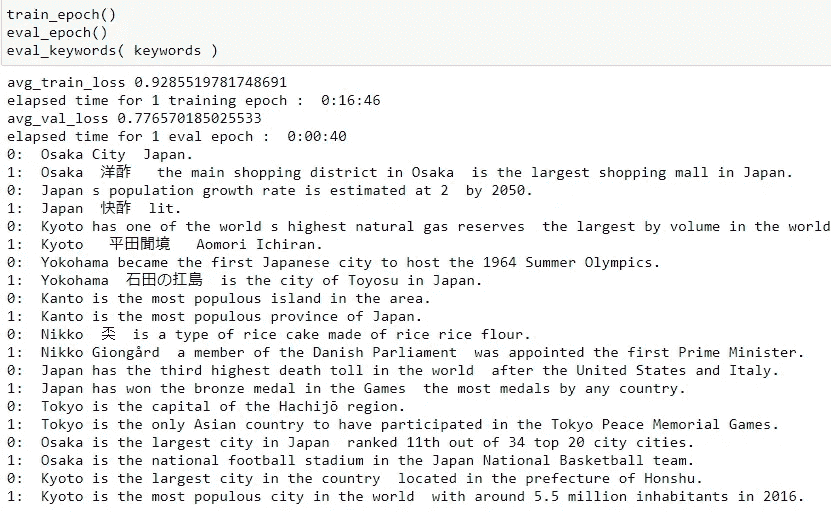 train_epoch()
eval_epoch()
eval_keywords( keywords )
avg_train_loss 0.9285519781748691
elapsed time for 1 training epoch :  0:16:46
avg_val_loss 0.776570185025533
elapsed time for 1 eval epoch :  0:00:40
0:  Osaka City  Japan.
1:  Osaka  洋酢   the main shopping district in Osaka  is the largest shopping mall in Japan.
0:  Japan s population growth rate is estimated at 2  by 2050.
1:  Japan  快酢  lit.
0:  Kyoto has one of the world s highest natural gas reserves  the largest by volume in the world
1:  Kyoto   平田聞境   Aomori Ichiran.
0:  Yokohama became the first Japanese city to host the 1964 Summer Olympics.
1:  Yokohama  石田の扛島  is the city of Toyosu in Japan.
0:  Kanto is the most populous island in the area.
1:  Kanto is the most populous province of Japan.
0:  Nikko  is a type of rice cake made of rice rice flour.
1:  Nikko Giongård  a member of the Danish Parliament  was appointed the first Prime Minister.
0:  Japan has the third highest death toll in the world  after the United States and Italy.
1:  Japan has won the bronze medal in the Games  the most medals by any country.
0:  Tokyo is the capital of the Hachijō region.
1:  Tokyo is the only Asian country to have participated in the Tokyo Peace Memorial Games.
0:  Osaka is the largest city in Japan  ranked 11th out of 34 top 20 city cities.
1:  Osaka is the national football stadium in the Japan National Basketball team.
0:  Kyoto is the largest city in the country  located in the prefecture of Honshu.
1:  Kyoto is the most populous city in the world  with around 5.5 million inhabitants in 2016.